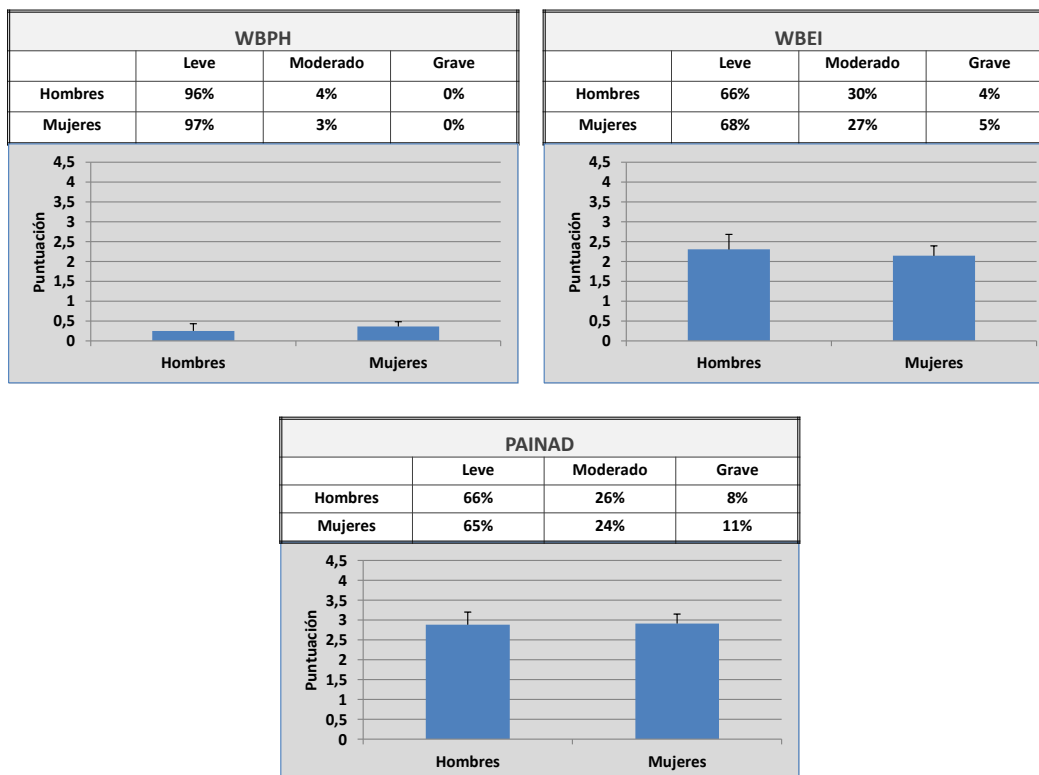 WBPH
Leve Moderado Grave
Hombres 96% 4% 0%
Mujeres 97% 3% 0%
4,5
4
3,5
3
2,5
2
1,5
1
0,5
0
Puntuación
Hombres Mujeres
WBEI
Leve Moderado Grave
Hombres 66% 30% 4%
Mujeres 68% 27% 5%
4,5
4
3,5
3
2,5
2
1,5
1
0,5
0
Puntuación
Hombres Mujeres
PAINAD
Leve Moderado Grave
Hombres 66% 26% 8%
Mujeres 65% 24% 11%
4,5
4
3,5
3
2,5
2
1,5
1
0,5
0
Puntuación
Hombres Mujeres